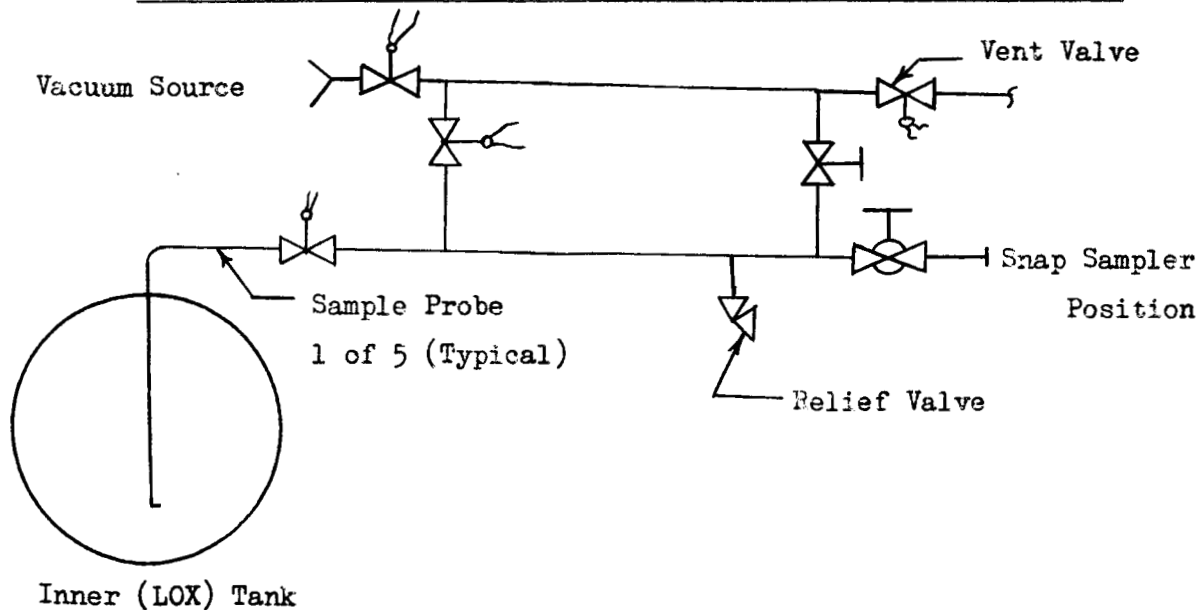 Vacuum Source
Vent Valve
Snap Sampler
Position
Sample Probe
1 of 5 (Typical)
Relief Valve
Inner (LOX) Tank